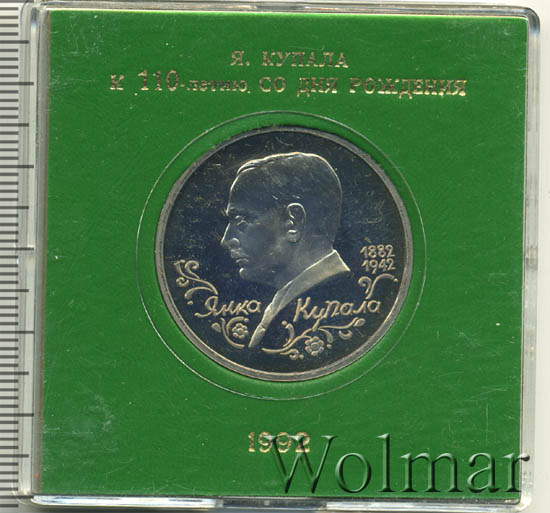 Я. КУПАЛА
К 110-летию СО ДНЯ РОЖДЕНИЯ
1882
1942
Янка Купала
1992
Wolmar